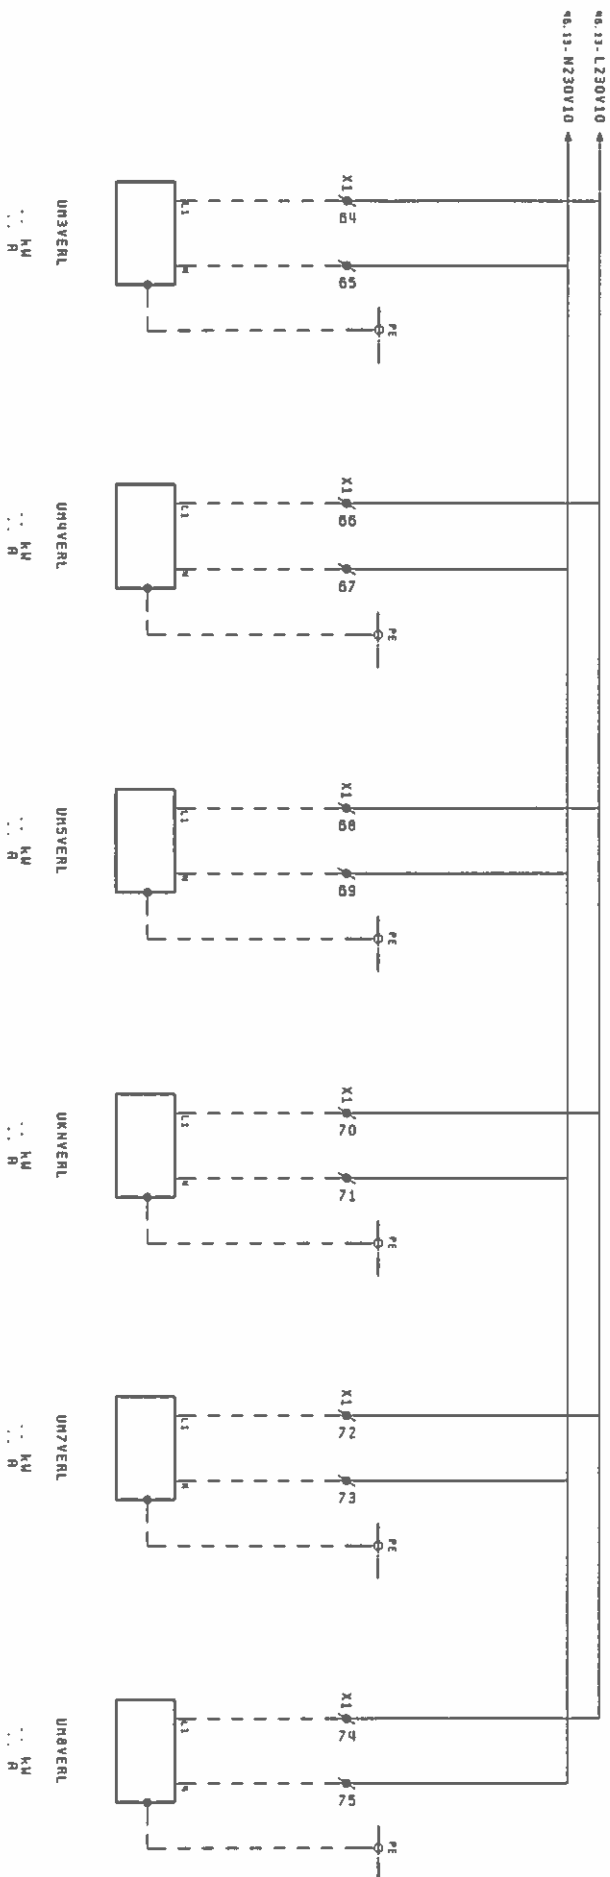 46.13-L230V10
46.13-N230V10
X1
64
65
PE
L1
N
UM3VERL
.. kW
.. A
X1
66
67
PE
L1
N
UM4VERL
.. kW
.. A
X1
68
69
PE
L1
N
UM5VERL
.. kW
.. A
X1
70
71
PE
L1
N
UKNVERL
.. kW
.. A
X1
72
73
PE
L1
N
UM7VERL
.. kW
.. A
X1
74
75
PE
L1
N
UM8VERL
.. kW
.. A